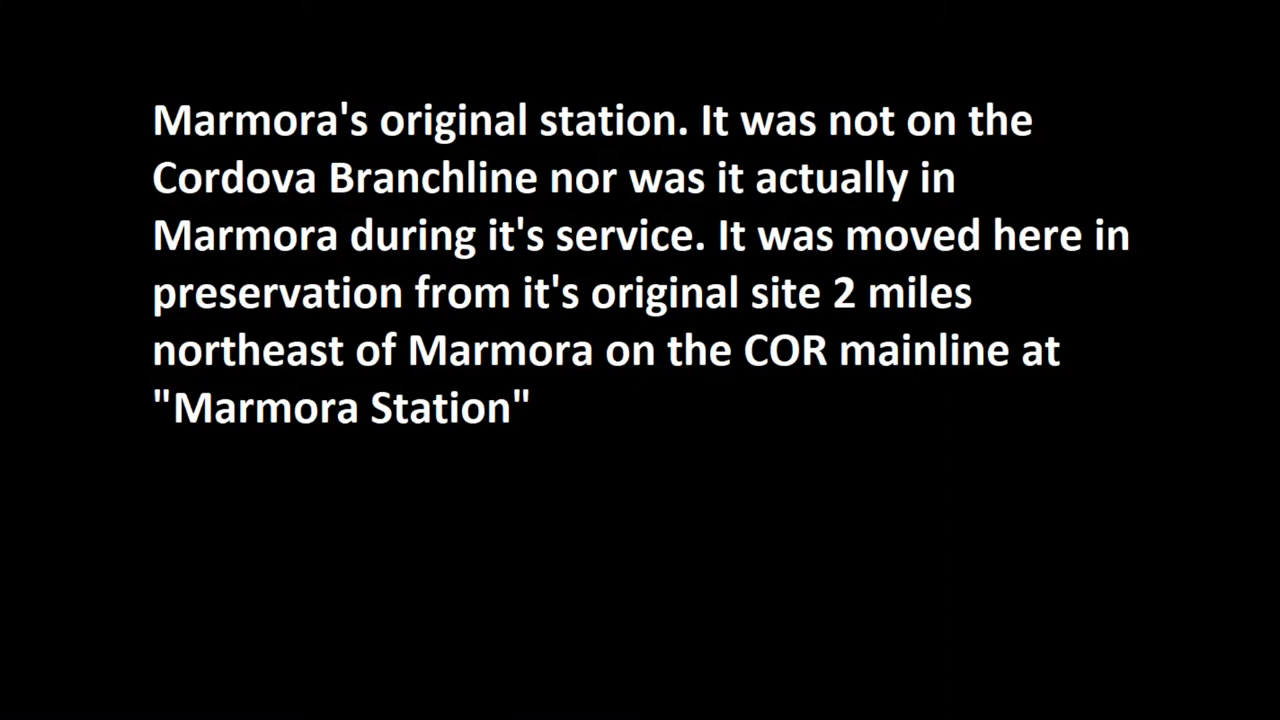 Marmora's original station. It was not on the
Cordova Branchline nor was it actually in
Marmora during it's service. It was moved here in
preservation from it's original site 2 miles
northeast of Marmora on the COR mainline at
"Marmora Station"